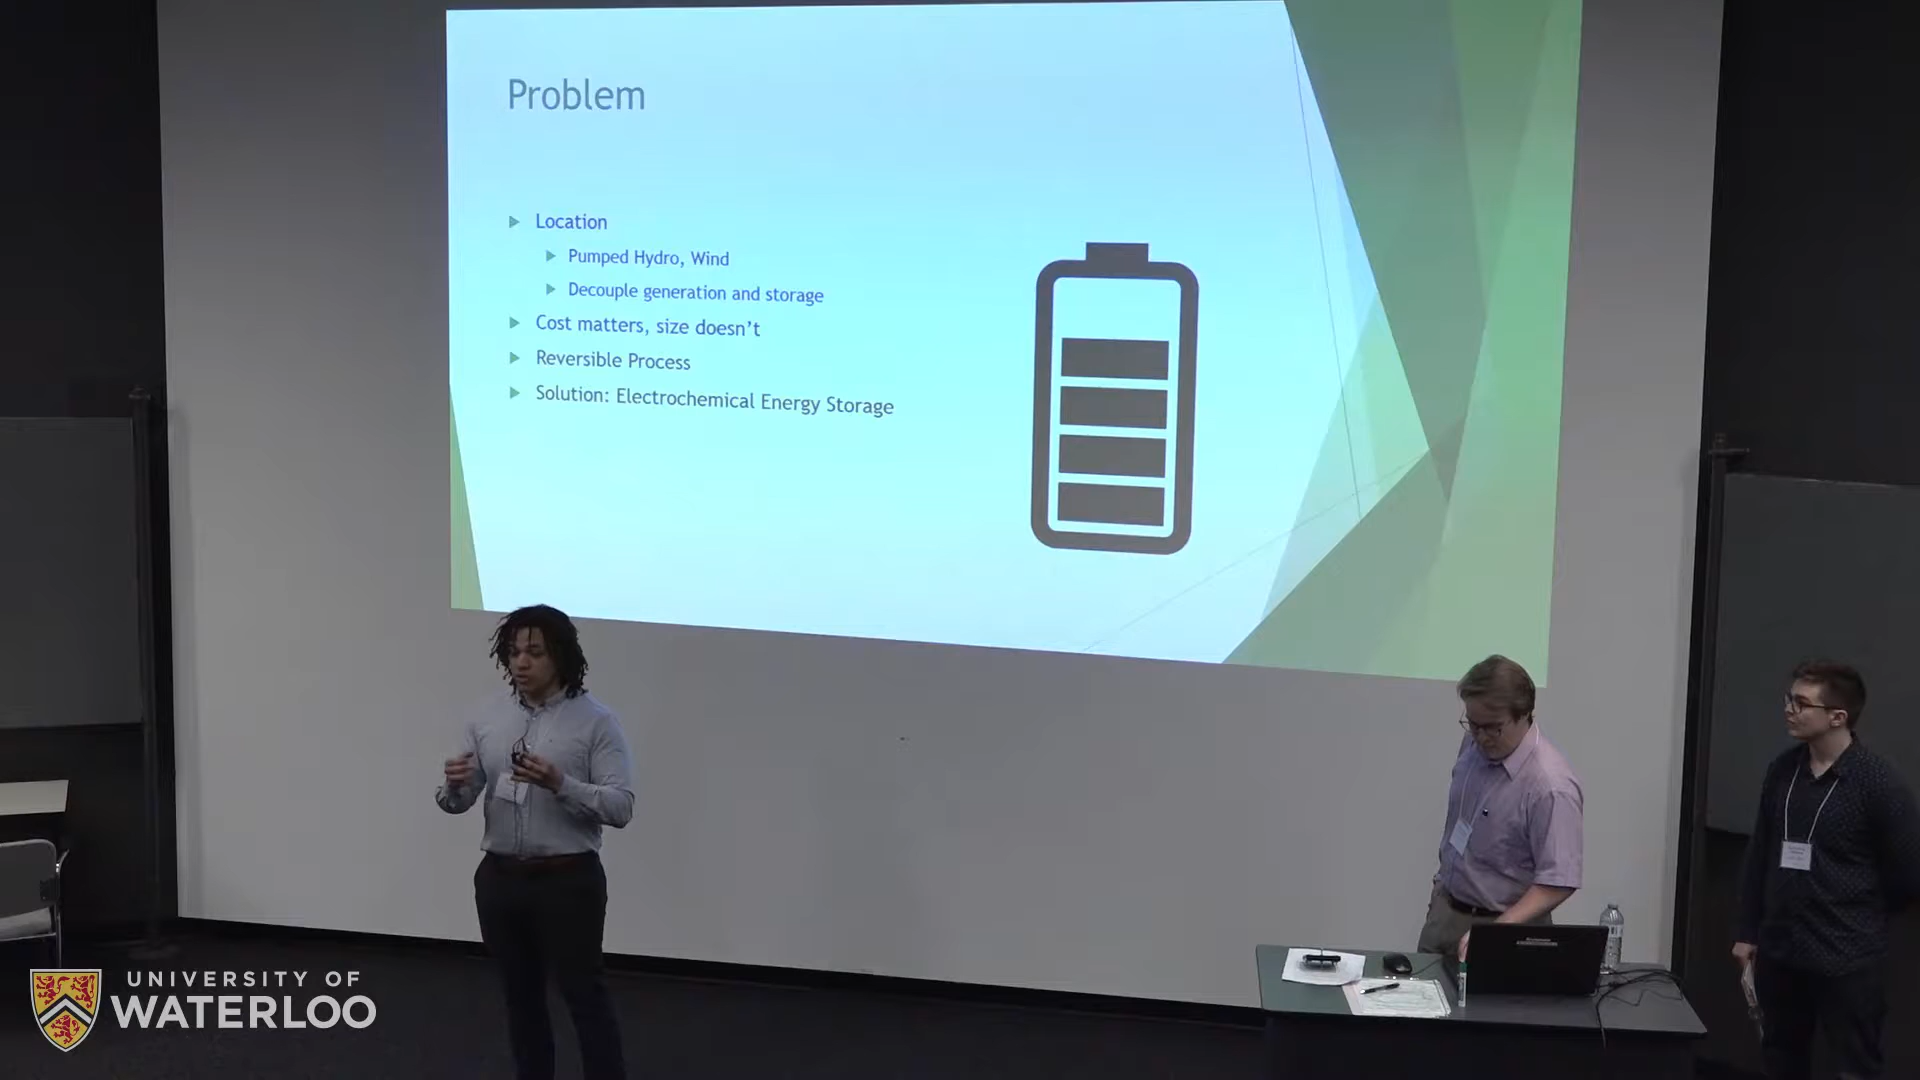 Problem
Location
Pumped Hydro, Wind
Decouple generation and storage
Cost matters, size doesn't
Reversible Process
Solution: Electrochemical Energy Storage
UNIVERSITY OF
WATERLOO